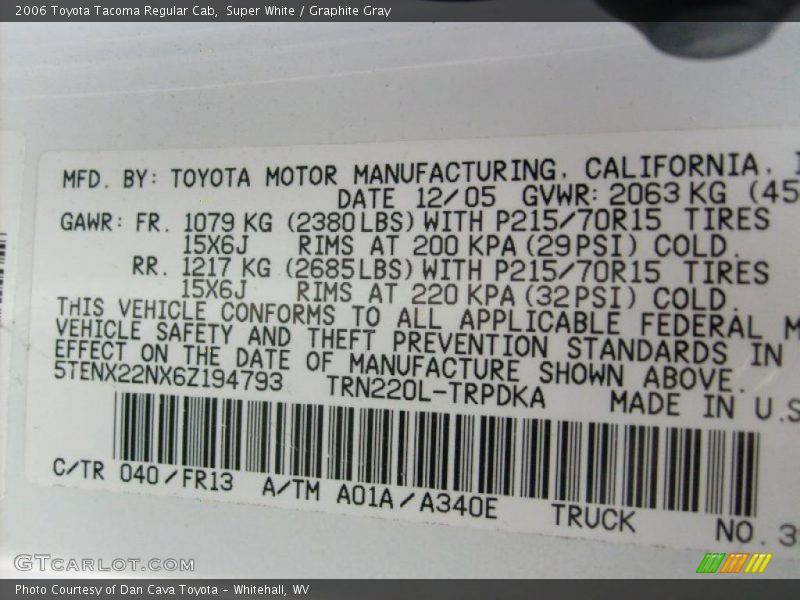 2006 Toyota Tacoma Regular Cab, Super White / Graphite Gray
MFD. BY: TOYOTA MOTOR MANUFACTURING, CALIFORNIA, I
DATE 12/05 GVWR: 2063 KG (45
GAWR: FR. 1079 KG (2380 LBS) WITH P215/70R15 TIRES
15X6J RIMS AT 200 KPA (29 PSI) COLD.
RR. 1217 KG (2685 LBS) WITH P215/70R15 TIRES
15X6J RIMS AT 220 KPA (32 PSI) COLD.
THIS VEHICLE CONFORMS TO ALL APPLICABLE FEDERAL M
VEHICLE SAFETY AND THEFT PREVENTION STANDARDS IN
EFFECT ON THE DATE OF MANUFACTURE SHOWN ABOVE.
5TENX22NX6Z194793 TRN220L-TRPDKA MADE IN U.S
C/TR 040/FR13 A/TM A01A/A340E TRUCK NO. 3
GTCARLOT.COM
Photo Courtesy of Dan Cava Toyota - Whitehall, WV